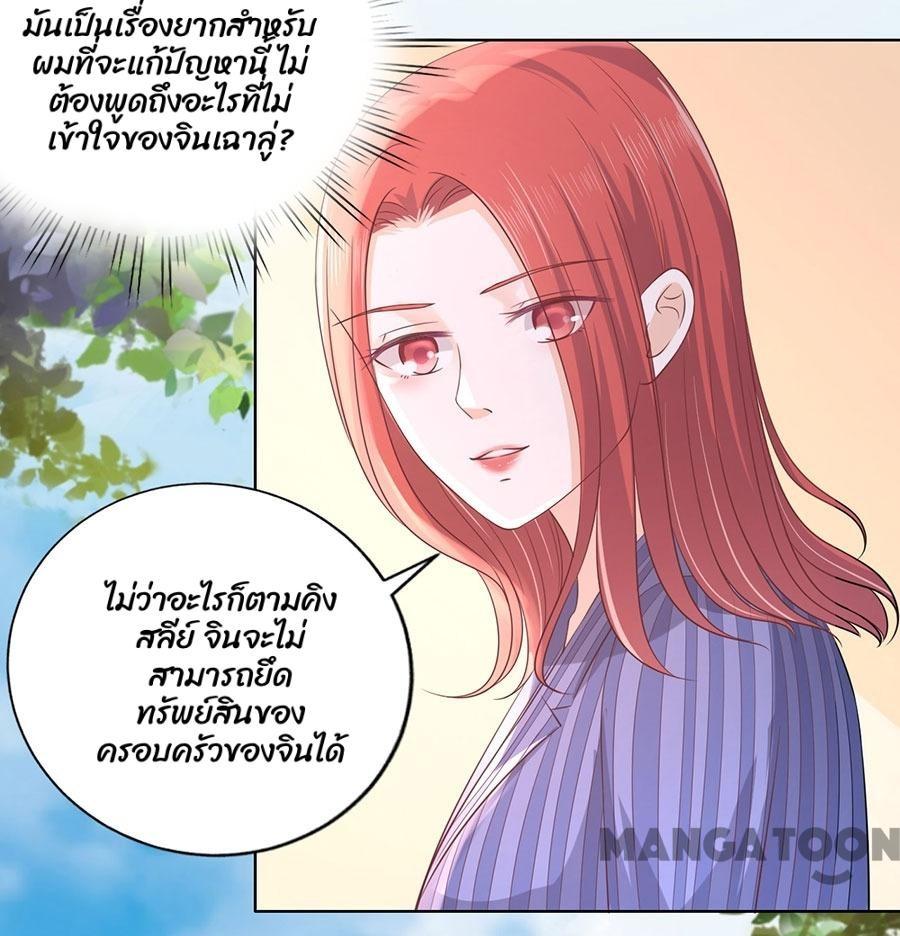 มันเป็นเรื่องยากสำหรับ
ผมที่จะแก้ปัญหานี้ ไม่
ต้องพูดถึงอะไรที่ไม่
เข้าใจของจินเฉาลู่?
ไม่ว่าอะไรก็ตามคิง
สลีย์ จินจะไม่
สามารถยึด
ทรัพย์สินของ
ครอบครัวของจินได้
MANGATOON